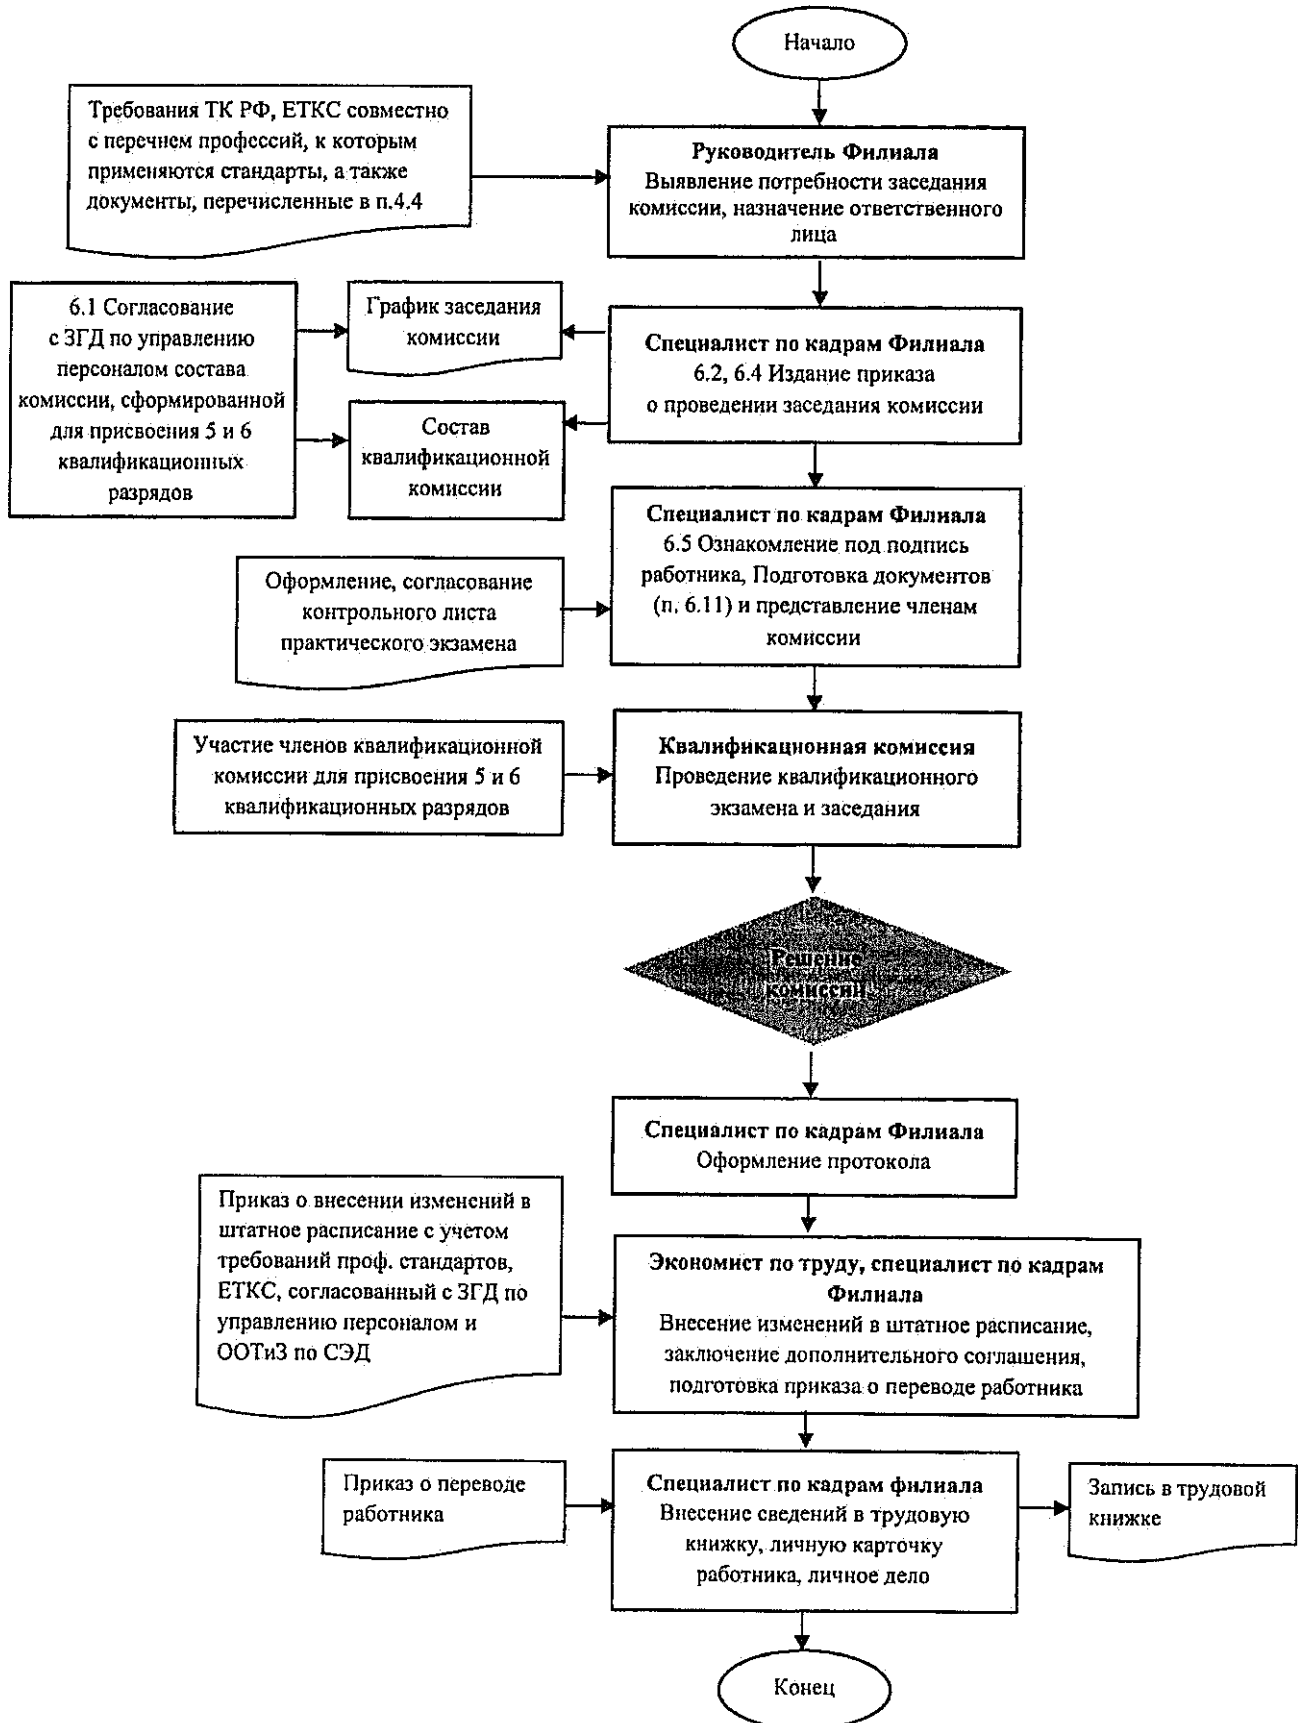 Начало
Требования ТК РФ, ЕТКС совместно
с перечнем профессий, к которым
применяются стандарты, а также
документы, перечисленные в п.4.4
Руководитель Филиала
Выявление потребности заседания
комиссии, назначение ответственного
лица
6.1 Согласование
с ЗГД по управлению
персоналом состава
комиссии, сформированной
для присвоения 5 и 6
квалификационных
разрядов
График заседания
комиссии
Состав
квалификационной
комиссии
Специалист по кадрам Филиала
6.2, 6.4 Издание приказа
о проведении заседания комиссии
Специалист по кадрам Филиала
6.5 Ознакомление под подпись
работника, Подготовка документов
(п. 6.11) и представление членам
комиссии
Оформление, согласование
контрольного листа
практического экзамена
Участие членов квалификационной
комиссии для присвоения 5 и 6
квалификационных разрядов
Квалификационная комиссия
Проведение квалификационного
экзамена и заседания
Решение
комиссии
Специалист по кадрам Филиала
Оформление протокола
Приказ о внесении изменений в
штатное расписание с учетом
требований проф. стандартов,
ЕТКС, согласованный с ЗГД по
управлению персоналом и
ООТиЗ по СЭД
Экономист по труду, специалист по кадрам
Филиала
Внесение изменений в штатное расписание,
заключение дополнительного соглашения,
подготовка приказа о переводе работника
Приказ о переводе
работника
Специалист по кадрам филиала
Внесение сведений в трудовую
книжку, личную карточку
работника, личное дело
Запись в трудовой
книжке
Конец